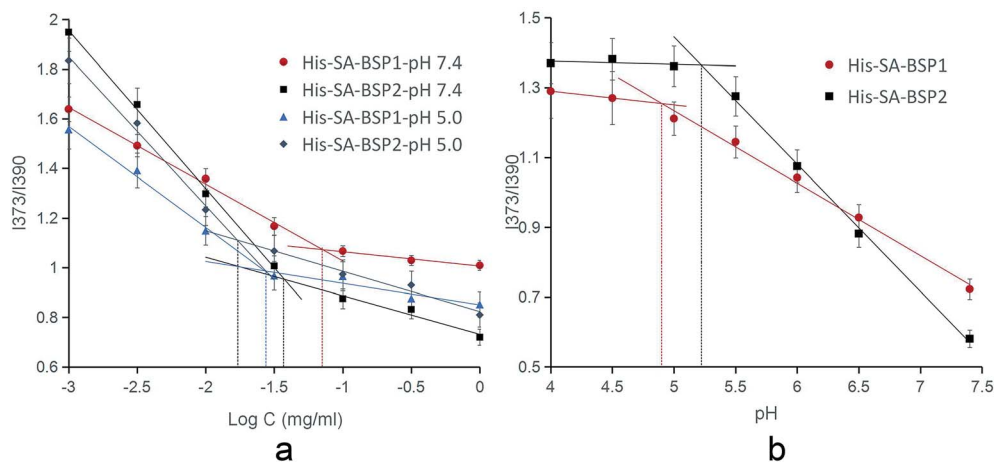 2
1.8
1.6
1.4
1.2
1
0.8
0.6
I373/I390
-3
-2.5
-2
-1.5
-1
-0.5
0
Log C (mg/ml)
His-SA-BSP1-pH 7.4
His-SA-BSP2-pH 7.4
His-SA-BSP1-pH 5.0
His-SA-BSP2-pH 5.0
a
1.5
1.3
1.1
0.9
0.7
0.5
I373/I390
4
4.5
5
5.5
6
6.5
7
7.5
pH
His-SA-BSP1
His-SA-BSP2
b